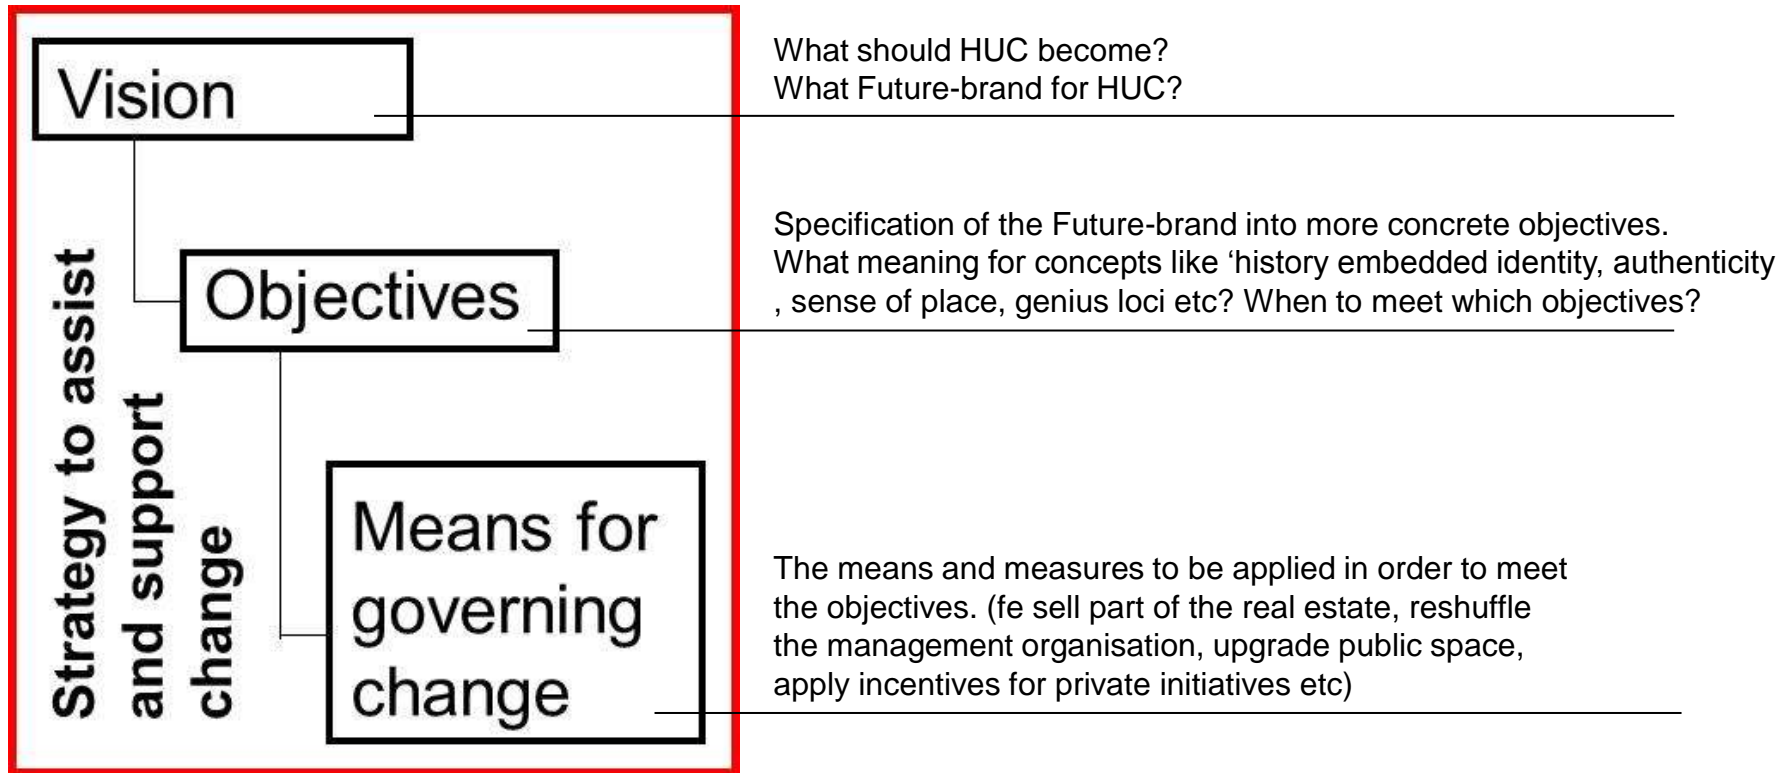 Vision
What should HUC become?
What Future-brand for HUC?
Objectives
Specification of the Future-brand into more concrete objectives.
What meaning for concepts like ‘history embedded identity, authenticity
, sense of place, genius loci etc? When to meet which objectives?
Strategy to assist
and support
change
Means for
governing
change
The means and measures to be applied in order to meet
the objectives. (fe sell part of the real estate, reshuffle
the management organisation, upgrade public space,
apply incentives for private initiatives etc)